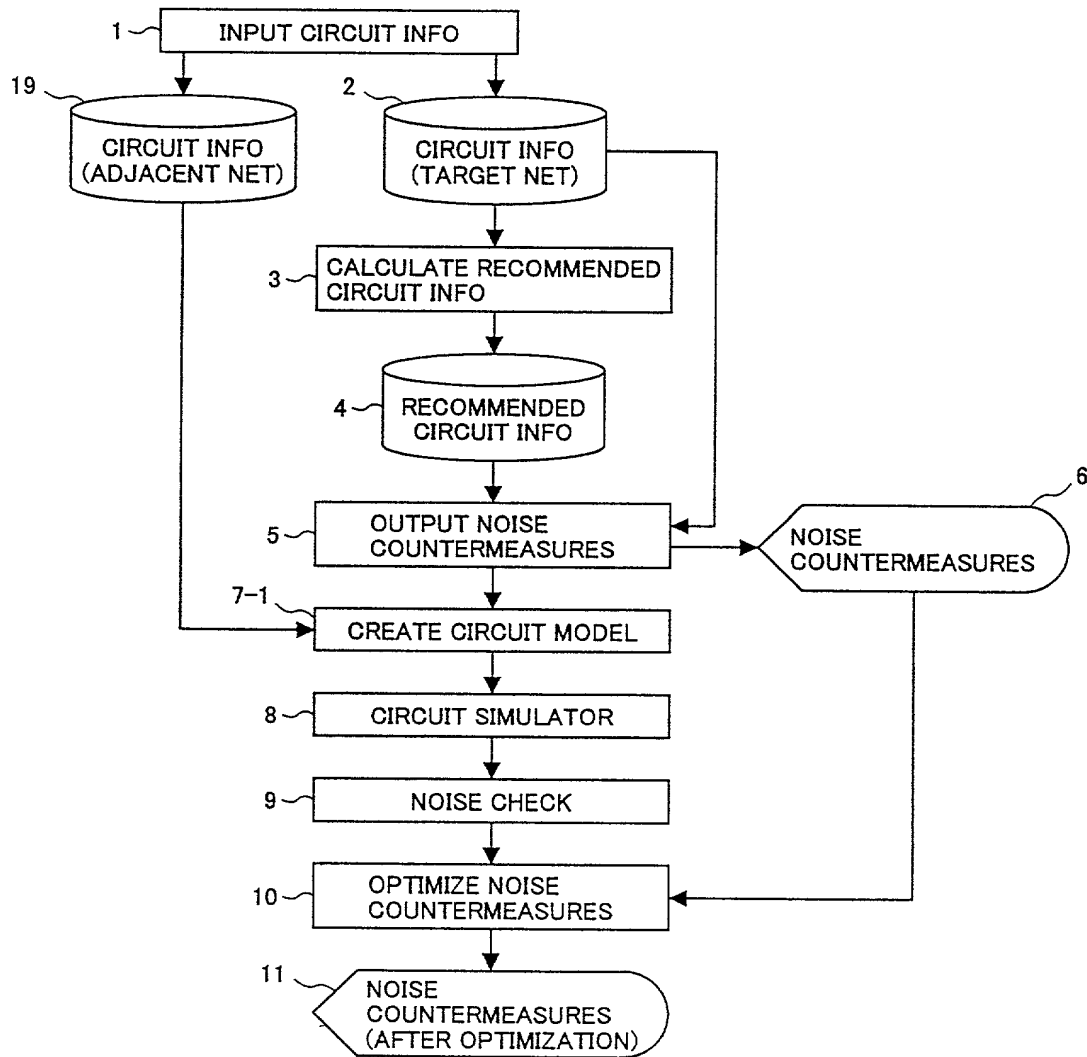 1
INPUT CIRCUIT INFO
19
2
CIRCUIT INFO
(ADJACENT NET)
CIRCUIT INFO
(TARGET NET)
3
CALCULATE RECOMMENDED
CIRCUIT INFO
4
RECOMMENDED
CIRCUIT INFO
5
OUTPUT NOISE
COUNTERMEASURES
6
NOISE
COUNTERMEASURES
7-1
CREATE CIRCUIT MODEL
8
CIRCUIT SIMULATOR
9
NOISE CHECK
10
OPTIMIZE NOISE
COUNTERMEASURES
11
NOISE
COUNTERMEASURES
(AFTER OPTIMIZATION)